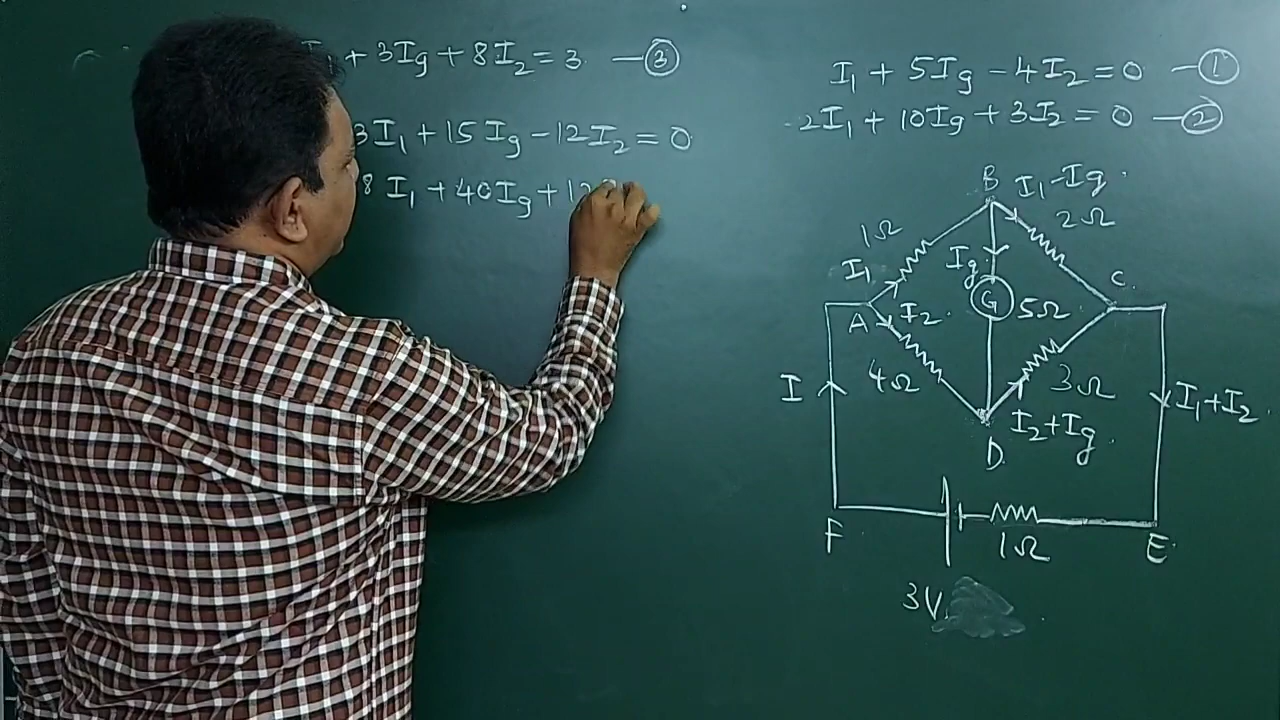 + 3Ig + 8I₂ = 3 — ③
3I₁ + 15Ig - 12I₂ = 0
8I₁ + 40Ig + 12
I₁ + 5Ig - 4I₂ = 0 — ①
-2I₁ + 10Ig + 3I₂ = 0 — ②
B
I₁-Ig
1Ω
2Ω
I₁
Ig
C
A
I₂
G
5Ω
I
4Ω
3Ω
I₁+I₂
I₂+Ig
D
F
1Ω
E
3V